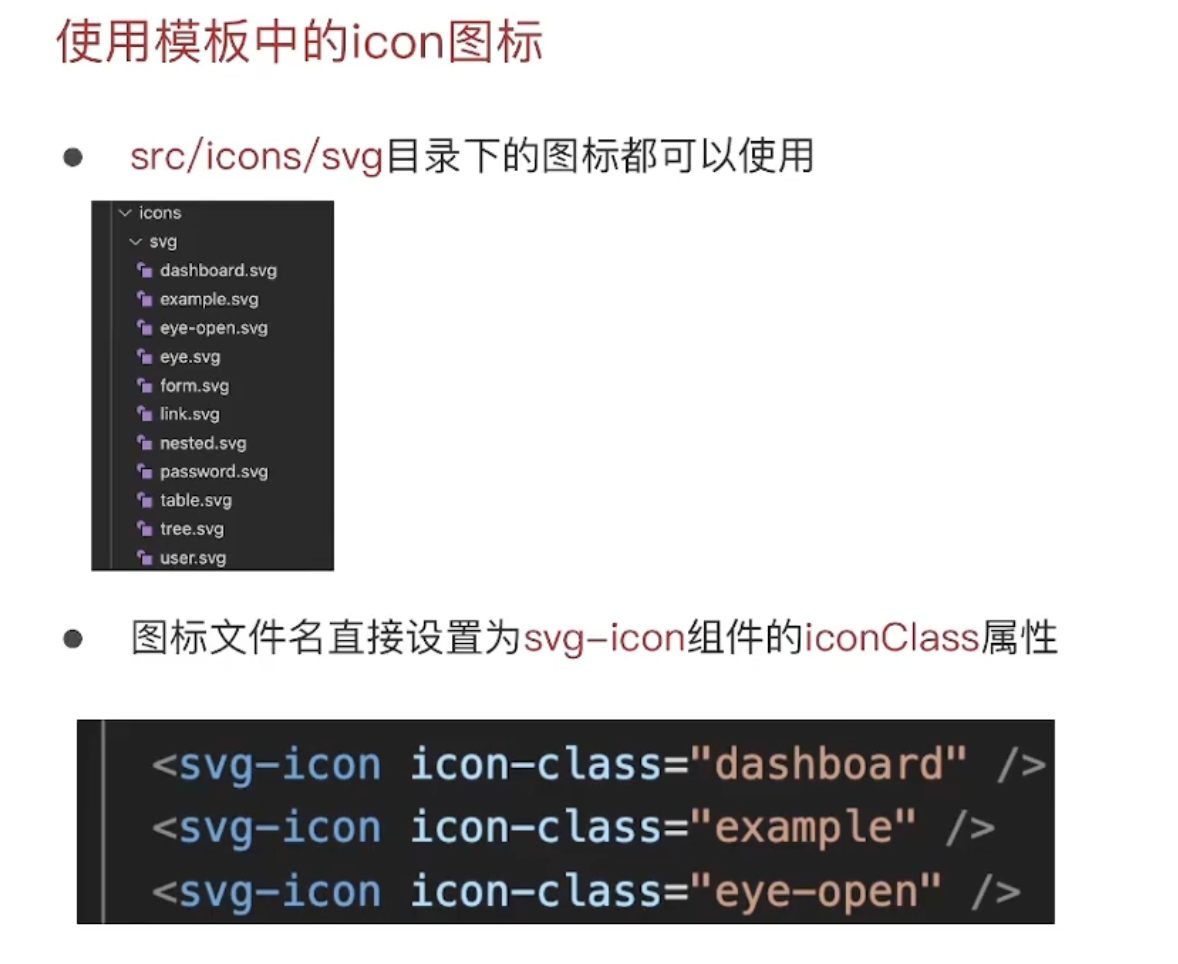 使用模板中的icon图标
src/icons/svg目录下的图标都可以使用
icons
svg
dashboard.svg
example.svg
eye-open.svg
eye.svg
form.svg
link.svg
nested.svg
password.svg
table.svg
tree.svg
user.svg
图标文件名直接设置为svg-icon组件的iconClass属性
<svg-icon icon-class="dashboard" />
<svg-icon icon-class="example" />
<svg-icon icon-class="eye-open" />